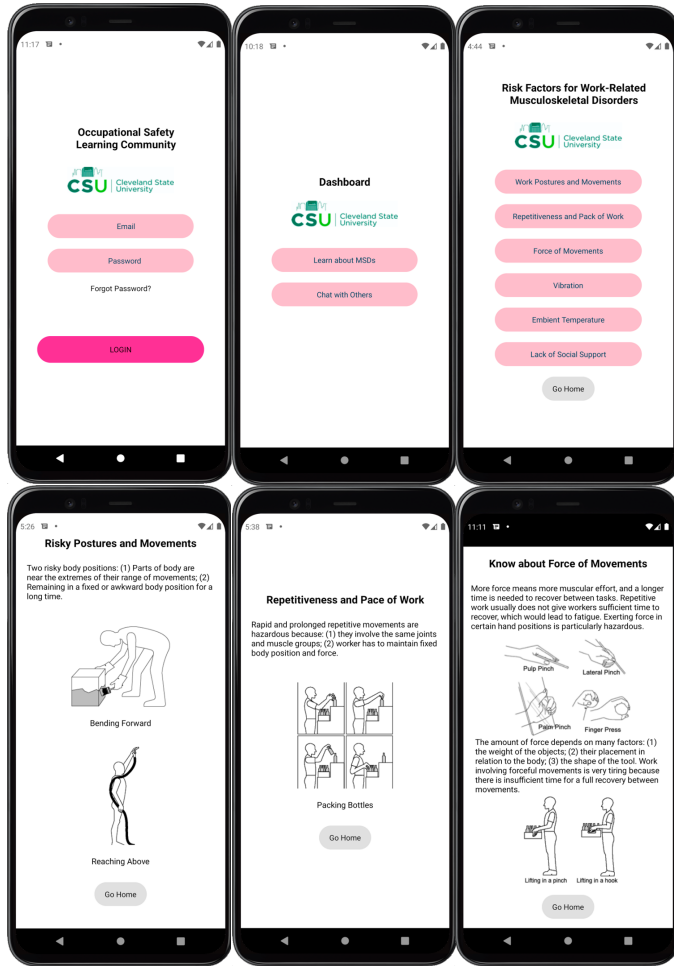 11:17
Occupational Safety
Learning Community
CSU Cleveland State
University
Email
Password
Forgot Password?
LOGIN
10:18
Dashboard
CSU Cleveland State
University
Learn about MSDs
Chat with Others
4:44
Risk Factors for Work-Related
Musculoskeletal Disorders
CSU Cleveland State
University
Work Postures and Movements
Repetitiveness and Pack of Work
Force of Movements
Vibration
Embient Temperature
Lack of Social Support
Go Home
5:26
Risky Postures and Movements
Two risky body positions: (1) Parts of body are
near the extremes of their range of movements; (2)
Remaining in a fixed or awkward body position for a
long time.
Bending Forward
Reaching Above
Go Home
5:38
Repetitiveness and Pace of Work
Rapid and prolonged repetitive movements are
hazardous because: (1) they involve the same joints
and muscle groups; (2) worker has to maintain fixed
body position and force.
Packing Bottles
Go Home
11:11
Know about Force of Movements
More force means more muscular effort, and a longer
time is needed to recover between tasks. Repetitive
work usually does not give workers sufficient time to
recover, which would lead to fatigue. Exerting force in
certain hand positions is particularly hazardous.
Pulp Pinch
Lateral Pinch
Palm Pinch
Finger Press
The amount of force depends on many factors: (1)
the weight of the objects; (2) their placement in
relation to the body; (3) the shape of the tool. Work
involving forceful movements is very tiring because
there is insufficient time for a full recovery between
movements.
Lifting in a pinch
Lifting in a hook
Go Home